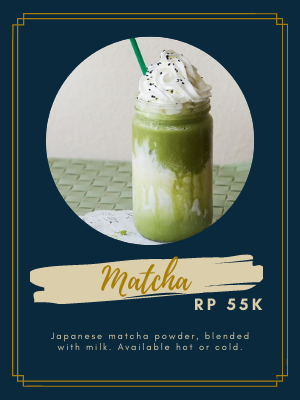 Matcha
RP 55K
Japanese matcha powder, blended
with milk. Available hot or cold.